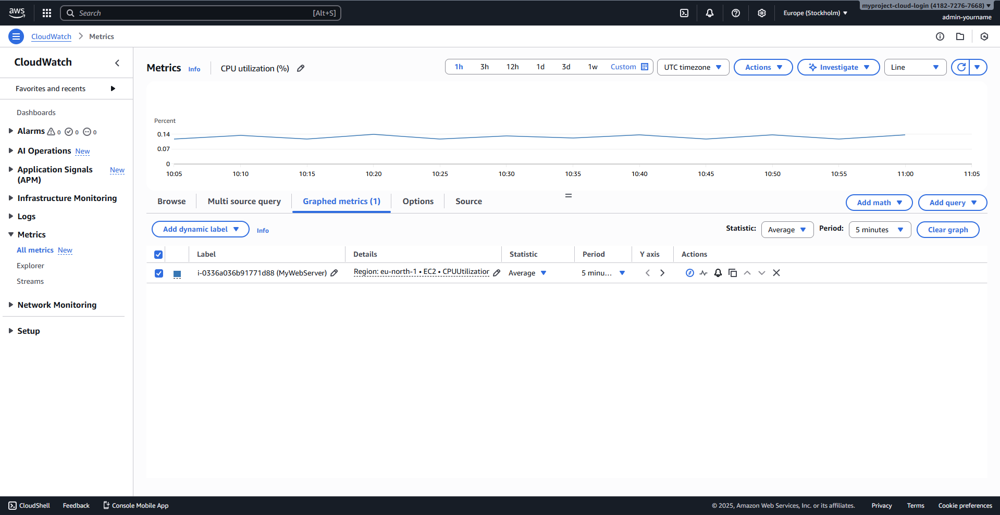 aws
Search [Alt+S]
Europe (Stockholm)
myproject-cloud-login (4182-7276-7668)
admin-yourname
CloudWatch
Metrics
CloudWatch
Favorites and recents
Dashboards
Alarms 0 0 0
AI Operations New
Application Signals New
(APM)
Infrastructure Monitoring
Logs
Metrics
All metrics New
Explorer
Streams
Network Monitoring
Setup
Metrics Info CPU utilization (%)
1h 3h 12h 1d 3d 1w Custom UTC timezone Actions Investigate Line
Percent
0.14
0.07
0
10:05 10:10 10:15 10:20 10:25 10:30 10:35 10:40 10:45 10:50 10:55 11:00 11:05
Browse Multi source query Graphed metrics (1) Options Source Add math Add query
Add dynamic label Info Statistic: Average Period: 5 minutes Clear graph
Label Details Statistic Period Y axis Actions
i-0336a036b91771d88 (MyWebServer) Region: eu-north-1 • EC2 • CPUUtilization Average 5 minu...
CloudShell Feedback Console Mobile App © 2025, Amazon Web Services, Inc. or its affiliates. Privacy Terms Cookie preferences